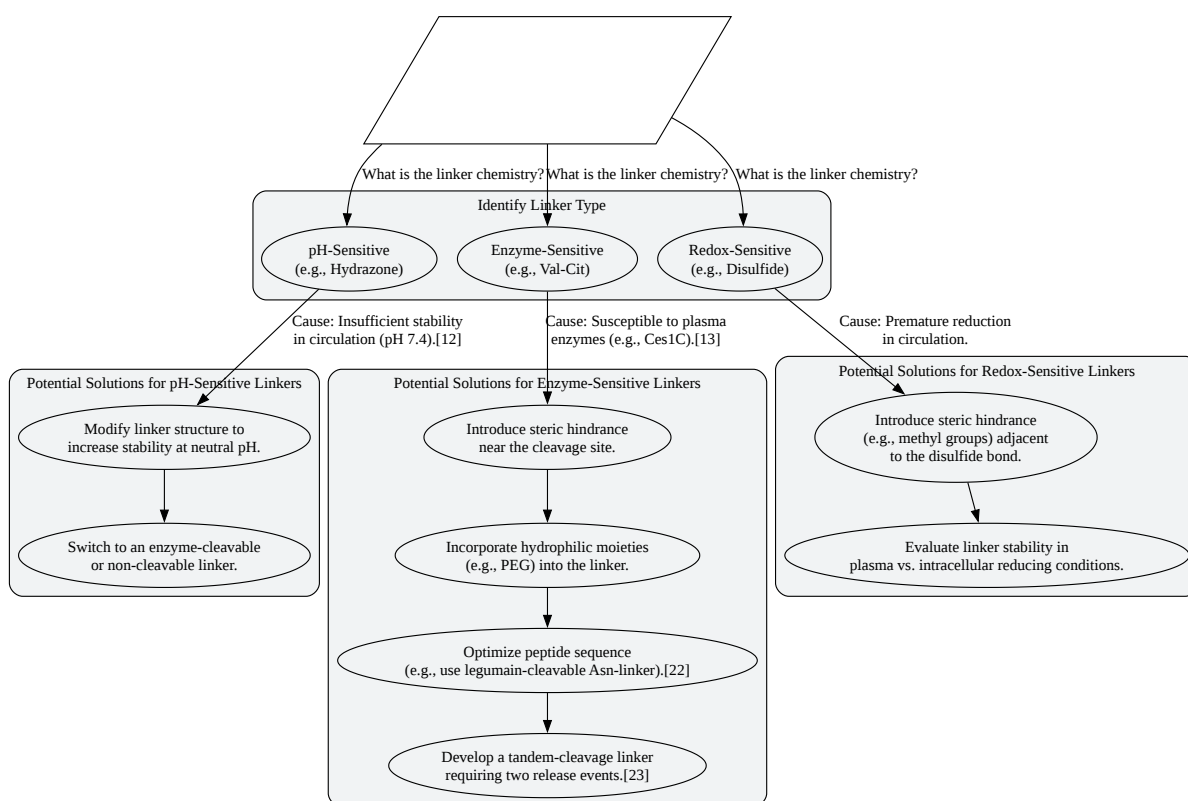 What is the linker chemistry?
What is the linker chemistry?
What is the linker chemistry?
Identify Linker Type
pH-Sensitive
(e.g., Hydrazone)
Enzyme-Sensitive
(e.g., Val-Cit)
Redox-Sensitive
(e.g., Disulfide)
Cause: Insufficient stability
in circulation (pH 7.4).[12]
Cause: Susceptible to plasma
enzymes (e.g., Ces1C).[13]
Cause: Premature reduction
in circulation.
Potential Solutions for pH-Sensitive Linkers
Modify linker structure to
increase stability at neutral pH.
Switch to an enzyme-cleavable
or non-cleavable linker.
Potential Solutions for Enzyme-Sensitive Linkers
Introduce steric hindrance
near the cleavage site.
Incorporate hydrophilic moieties
(e.g., PEG) into the linker.
Optimize peptide sequence
(e.g., use legumain-cleavable Asn-linker).[22]
Develop a tandem-cleavage linker
requiring two release events.[23]
Potential Solutions for Redox-Sensitive Linkers
Introduce steric hindrance
(e.g., methyl groups) adjacent
to the disulfide bond.
Evaluate linker stability in
plasma vs. intracellular reducing conditions.